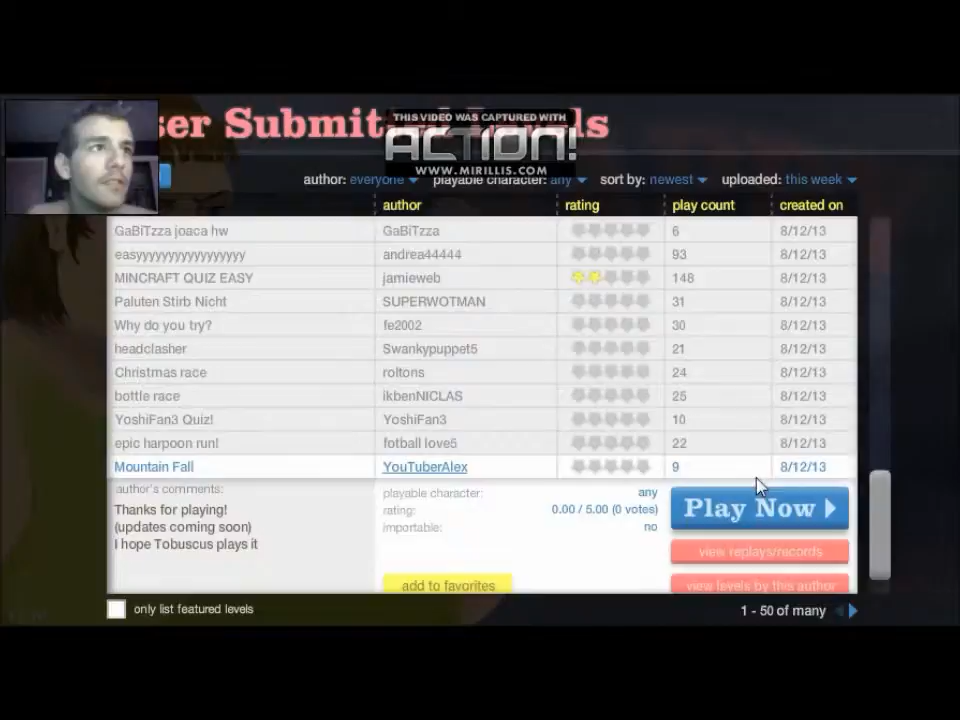 ser Submit    ls
THIS VIDEO WAS CAPTURED WITH
ACTION!
WWW.MIRILLIS.COM
author: everyone playable character: any sort by: newest uploaded: this week
author rating play count created on
GaBiTzza joaca hw GaBiTzza 6 8/12/13
easyyyyyyyyyyyyyyyy andrea44444 93 8/12/13
MINCRAFT QUIZ EASY jamieweb 148 8/12/13
Paluten Stirb Nicht SUPERWOTMAN 31 8/12/13
Why do you try? fe2002 30 8/12/13
headclasher Swankypuppet5 21 8/12/13
Christmas race roltons 24 8/12/13
bottle race ikbenNICLAS 25 8/12/13
YoshiFan3 Quiz! YoshiFan3 10 8/12/13
epic harpoon run! fotball love5 22 8/12/13
Mountain Fall YouTuberAlex 9 8/12/13
author's comments:
Thanks for playing!
(updates coming soon)
I hope Tobuscus plays it
playable character: any
rating: 0.00 / 5.00 (0 votes)
importable: no
add to favorites
Play Now
view replays/records
view levels by this author
only list featured levels
1 - 50 of many